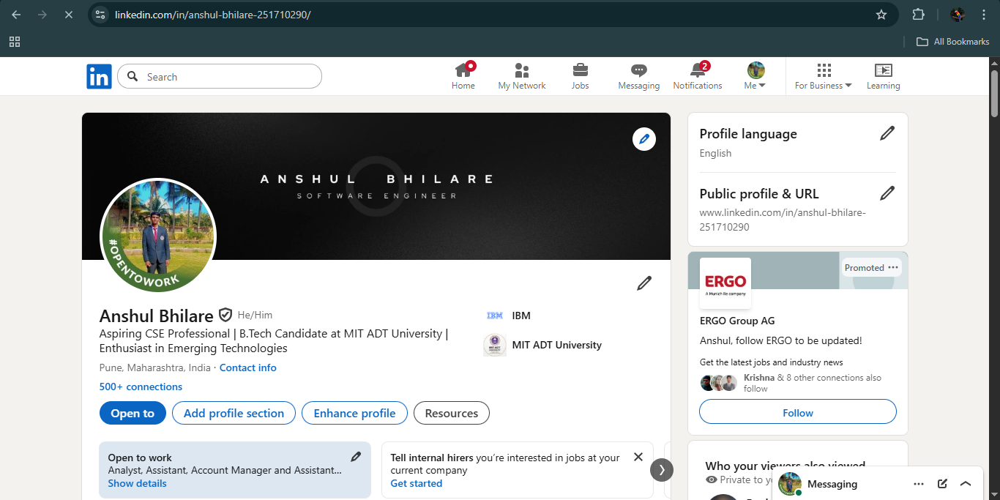 linkedin.com/in/anshul-bhilare-251710290/
All Bookmarks
in
Search
Home
My Network
Jobs
Messaging
2
Notifications
Me
For Business
Learning
ANSHUL BHILARE
SOFTWARE ENGINEER
#OPENTOWORK
Anshul Bhilare
He/Him
Aspiring CSE Professional | B.Tech Candidate at MIT ADT University |
Enthusiast in Emerging Technologies
Pune, Maharashtra, India · Contact info
500+ connections
IBM
IBM
MIT ADT University
Open to
Add profile section
Enhance profile
Resources
Open to work
Analyst, Assistant, Account Manager and Assistant...
Show details
Tell internal hirers you're interested in jobs at your
current company
Get started
Profile language
English
Public profile & URL
www.linkedin.com/in/anshul-bhilare-
251710290
Promoted
ERGO
A Munich Re company
ERGO Group AG
Anshul, follow ERGO to be updated!
Get the latest jobs and industry news
Krishna & 8 other connections also
follow
Follow
Who your viewers also viewed
Private to
Messaging